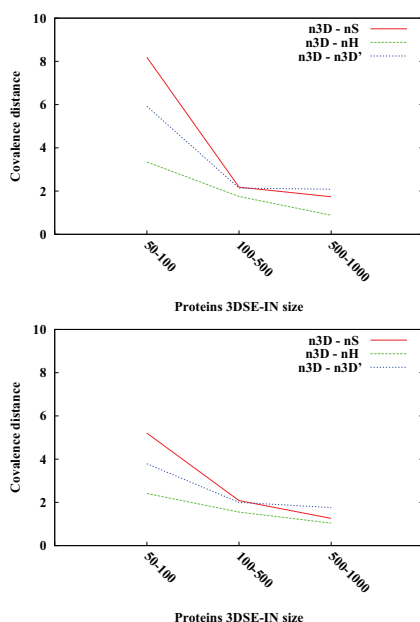 10
8
6
4
2
0
Covalence distance
n3D - nS
n3D - nH
n3D - n3D'
50-100
100-500
500-1000
Proteins 3DSE-IN size
10
8
6
4
2
0
Covalence distance
n3D - nS
n3D - nH
n3D - n3D'
50-100
100-500
500-1000
Proteins 3DSE-IN size